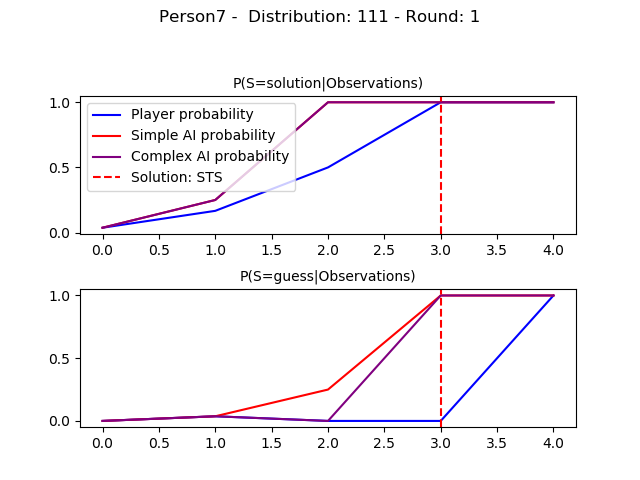 Person7 -  Distribution: 111 - Round: 1
P(S=solution|Observations)
1.0
0.5
0.0
Player probability
Simple AI probability
Complex AI probability
Solution: STS
0.0 0.5 1.0 1.5 2.0 2.5 3.0 3.5 4.0
P(S=guess|Observations)
1.0
0.5
0.0
0.0 0.5 1.0 1.5 2.0 2.5 3.0 3.5 4.0